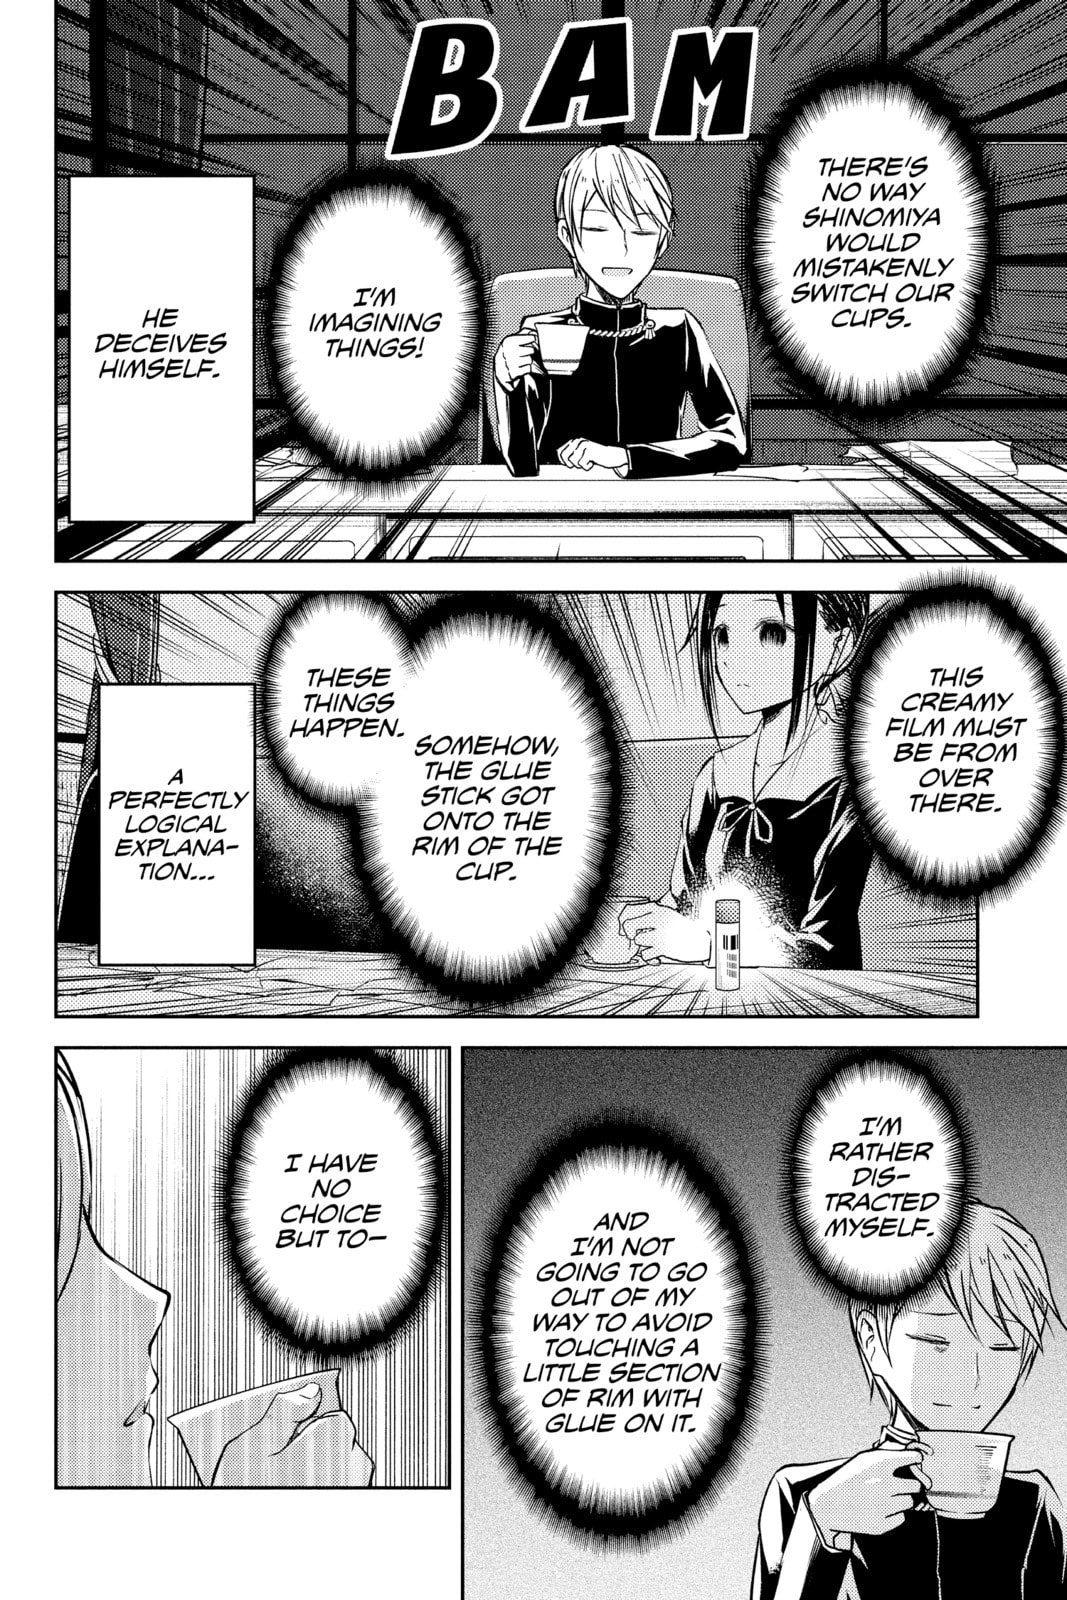 BAM
THERE'S
NO WAY
SHINOMIYA
WOULD
MISTAKENLY
SWITCH OUR
CUPS.
I'M
IMAGINING
THINGS!
HE
DECEIVES
HIMSELF.
THIS
CREAMY
FILM MUST
BE FROM
OVER
THERE.
SOMEHOW,
THE GLUE
STICK GOT
ONTO THE
RIM OF THE
CUP.
THESE
THINGS
HAPPEN.
A
PERFECTLY
LOGICAL
EXPLANA-
TION...
I'M
RATHER
DIS-
TRACTED
MYSELF.
AND
I'M NOT
GOING TO GO
OUT OF MY
WAY TO AVOID
TOUCHING A
LITTLE SECTION
OF RIM WITH
GLUE ON IT.
I HAVE
NO
CHOICE
BUT TO—